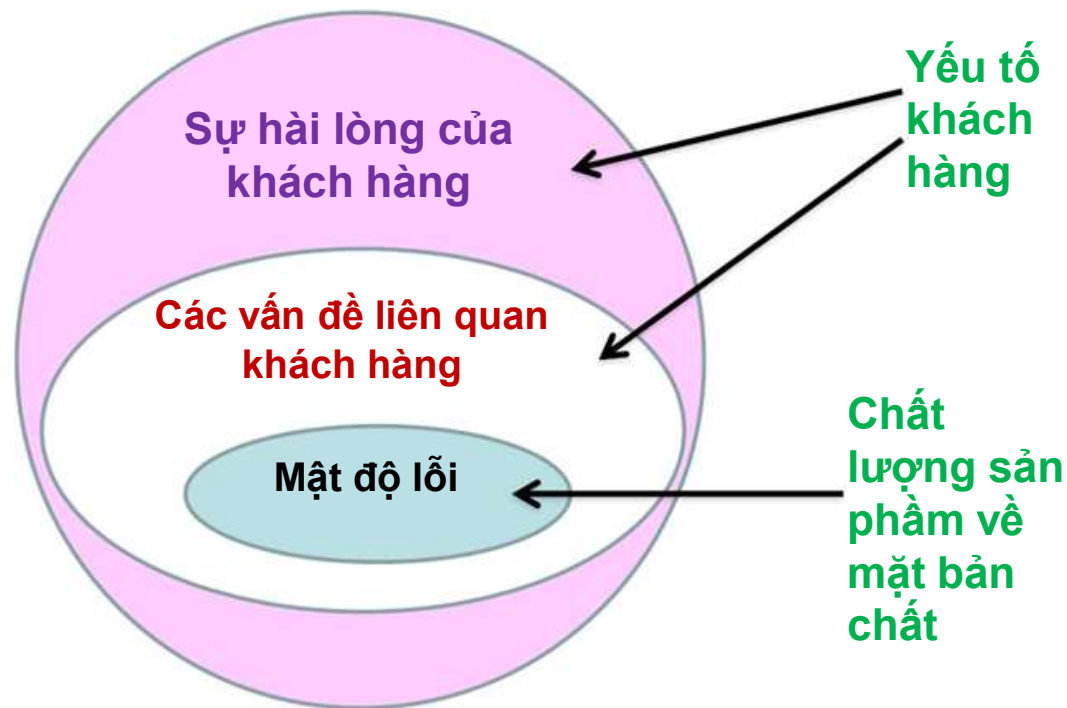 Sự hài lòng của
khách hàng
Các vấn đề liên quan
khách hàng
Mật độ lỗi
Yếu tố
khách
hàng
Chất
lượng sản
phầm về
mặt bản
chất